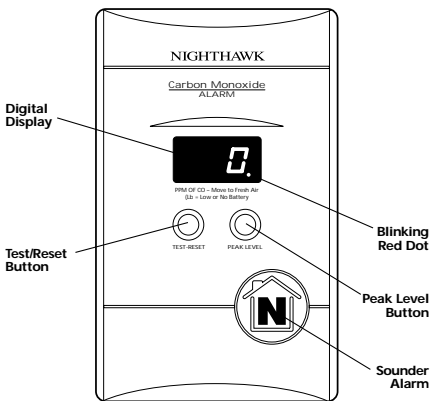 NIGHTHAWK
Carbon Monoxide
ALARM
Digital
Display
0.
PPM OF CO – Move to Fresh Air
(Lb = Low or No Battery
Blinking
Red Dot
Test/Reset
Button
TEST-RESET
PEAK LEVEL
Peak Level
Button
N
Sounder
Alarm